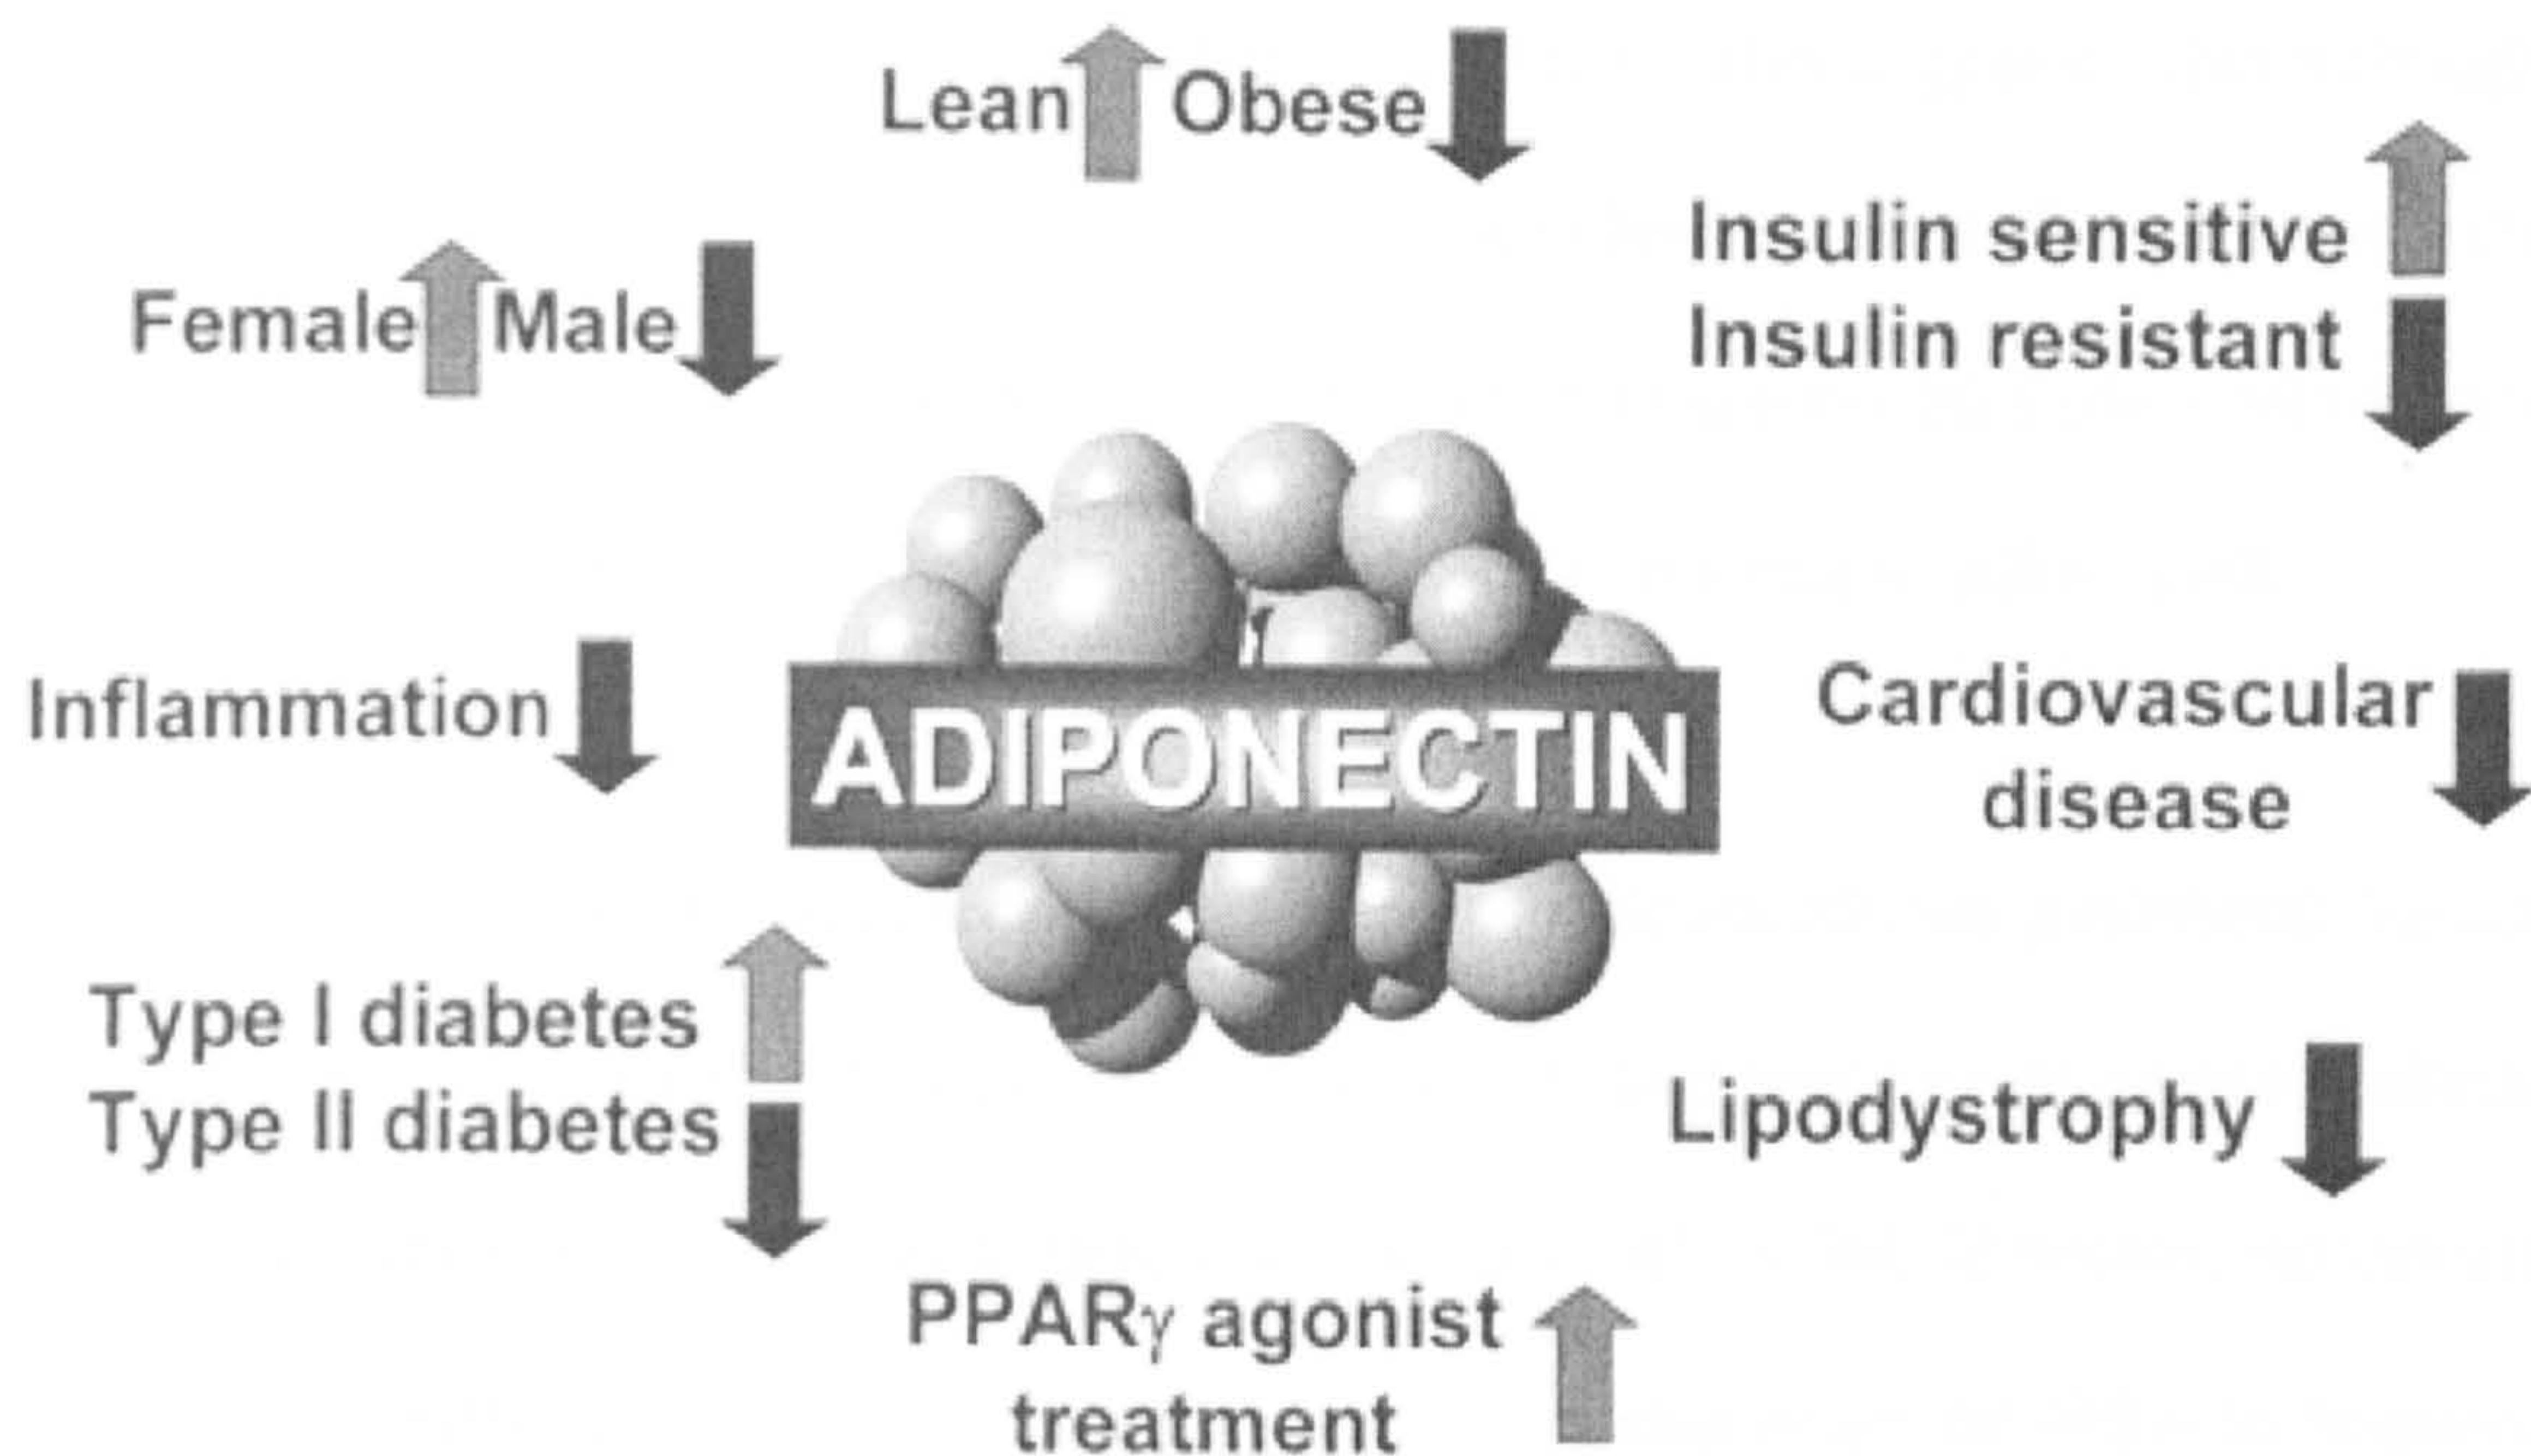 Lean Obese
Female Male
Insulin sensitive
Insulin resistant
Inflammation
ADIPONECTIN
Cardiovascular
disease
Type I diabetes
Type II diabetes
Lipodystrophy
PPARγ agonist
treatment